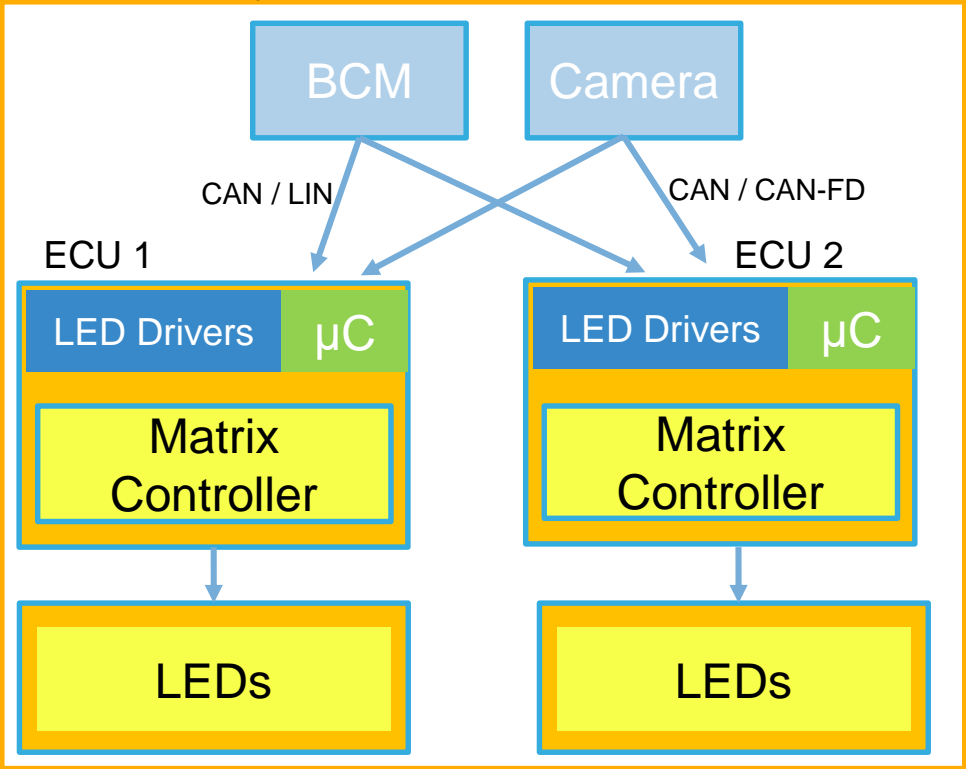 BCM
Camera
CAN / LIN
CAN / CAN-FD
ECU 1
ECU 2
LED Drivers
µC
LED Drivers
µC
Matrix
Controller
Matrix
Controller
LEDs
LEDs